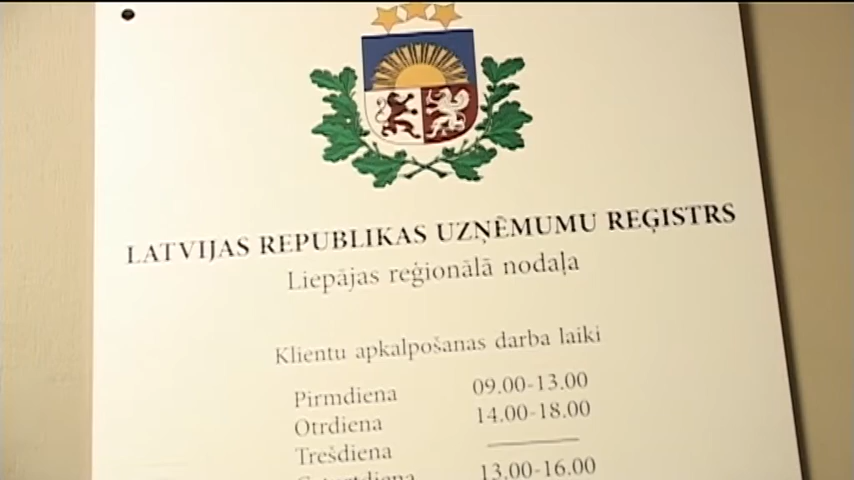 LATVIJAS REPUBLIKAS UZŅĒMUMU REĢISTRS
Liepājas reģionālā nodaļa
Klientu apkalpošanas darba laiki
Pirmdiena 09.00-13.00
Otrdiena 14.00-18.00
Trešdiena
13.00-16.00